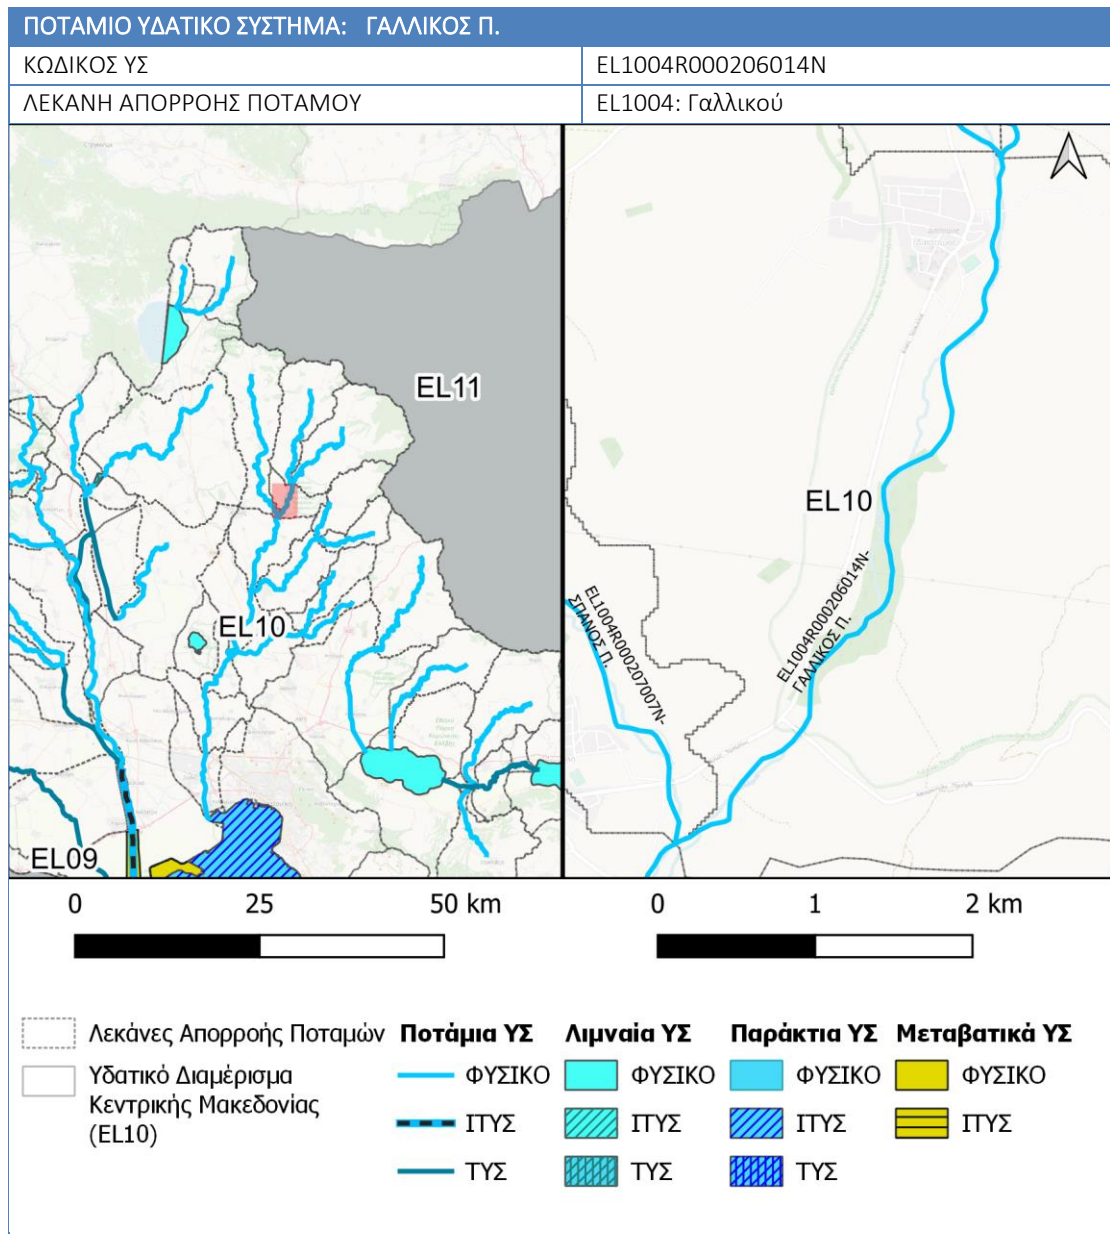 ΠΟΤΑΜΙΟ ΥΔΑΤΙΚΟ ΣΥΣΤΗΜΑ: ΓΑΛΛΙΚΟΣ Π.
ΚΩΔΙΚΟΣ ΥΣ EL1004R000206014N
ΛΕΚΑΝΗ ΑΠΟΡΡΟΗΣ ΠΟΤΑΜΟΥ EL1004: Γαλλικού
EL11
EL10
EL09
EL10
EL1004R000206014N-
ΓΑΛΛΙΚΟΣ Π.
EL1004R000207007N-
ΣΠΑΝΟΣ Π.
0 25 50 km
0 1 2 km
Λεκάνες Απορροής Ποταμών
Υδατικό Διαμέρισμα
Κεντρικής Μακεδονίας
(EL10)
Ποτάμια ΥΣ
ΦΥΣΙΚΟ
ΙΤΥΣ
ΤΥΣ
Λιμναία ΥΣ
ΦΥΣΙΚΟ
ΙΤΥΣ
ΤΥΣ
Παράκτια ΥΣ
ΦΥΣΙΚΟ
ΙΤΥΣ
ΤΥΣ
Μεταβατικά ΥΣ
ΦΥΣΙΚΟ
ΙΤΥΣ